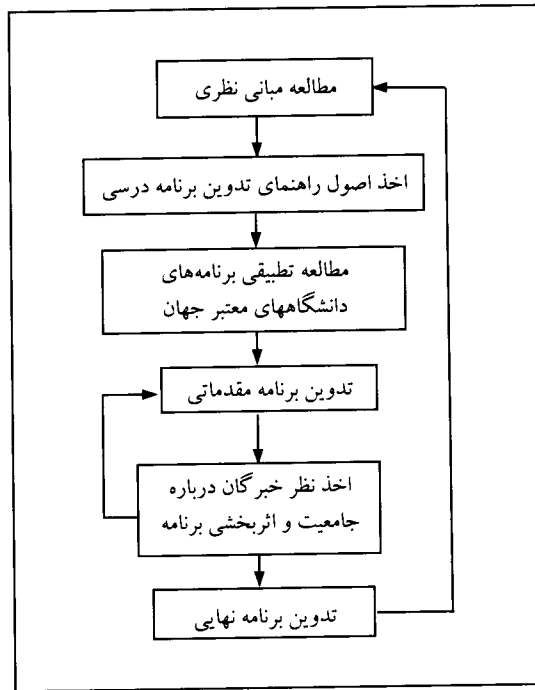 مطالعه مبانی نظری
اخذ اصول راهنمای تدوین برنامه درسی
مطالعه تطبیقی برنامه‌های
دانشگاههای معتبر جهان
تدوین برنامه مقدماتی
اخذ نظر خبرگان درباره
جامعیت و اثربخشی برنامه
تدوین برنامه نهایی